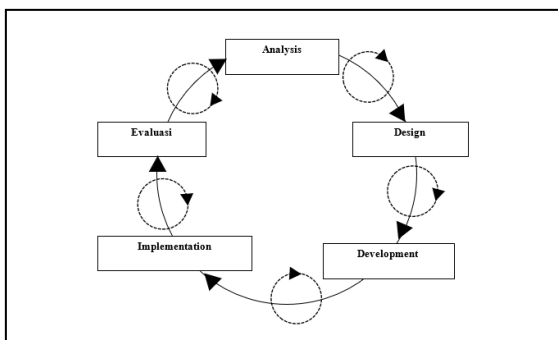 Analysis
Evaluasi
Design
Implementation
Development